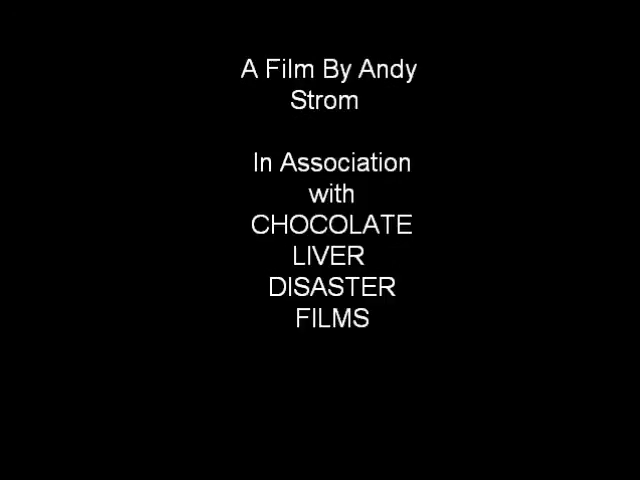 A Film By Andy
Strom
In Association
with
CHOCOLATE
LIVER
DISASTER
FILMS